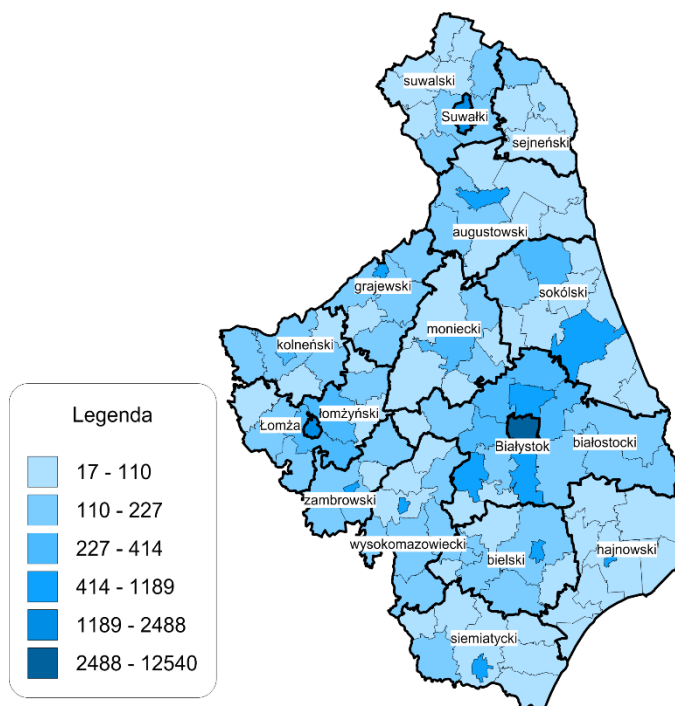 suwalski
Suwałki
sejneński
augustowski
grajewski
sokólski
moniecki
kolneński
Łomża
łomżyński
Białystok
białostocki
zambrowski
wysokomazowiecki
bielski
hajnowski
siemiatycki
Legenda
17 - 110
110 - 227
227 - 414
414 - 1189
1189 - 2488
2488 - 12540